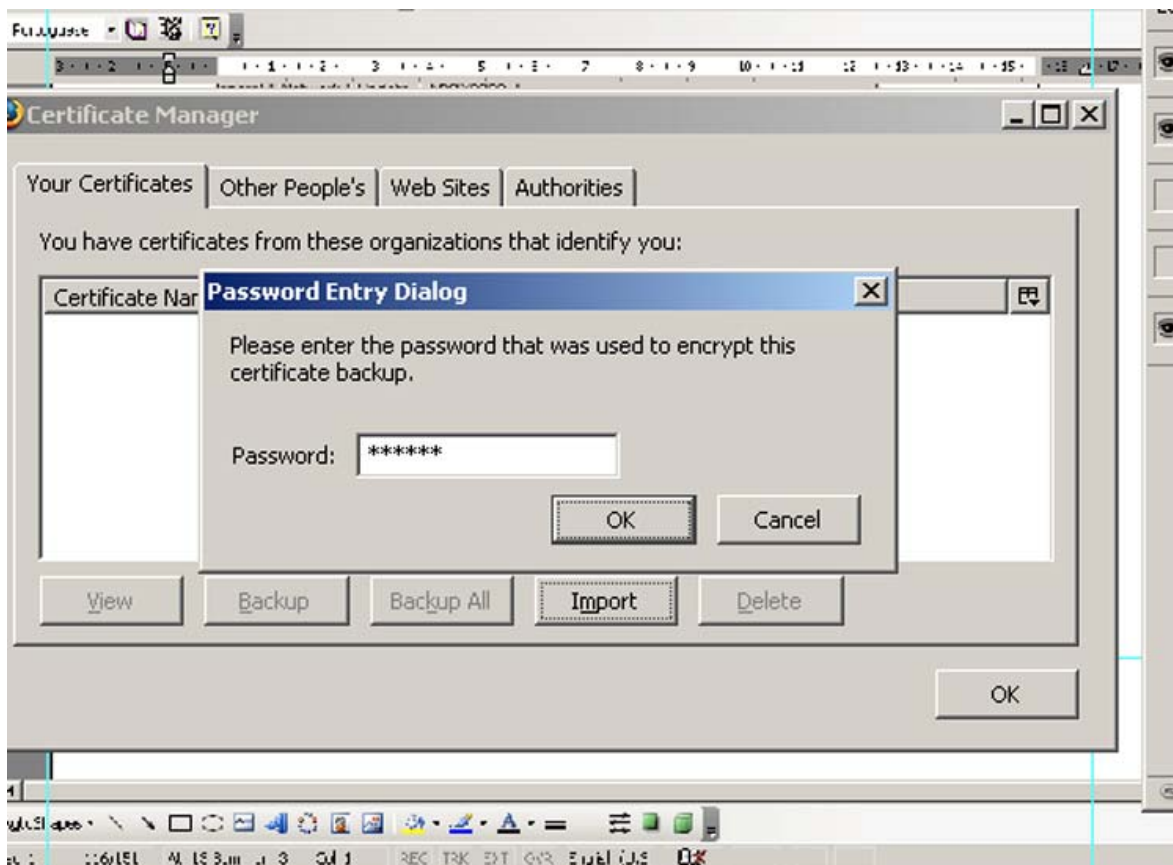 Certificate Manager
Your Certificates Other People's Web Sites Authorities
You have certificates from these organizations that identify you:
Certificate Nar
Password Entry Dialog
Please enter the password that was used to encrypt this
certificate backup.
Password: ******
OK Cancel
View Backup Backup All Import Delete
OK
REC TRK EXT OVR